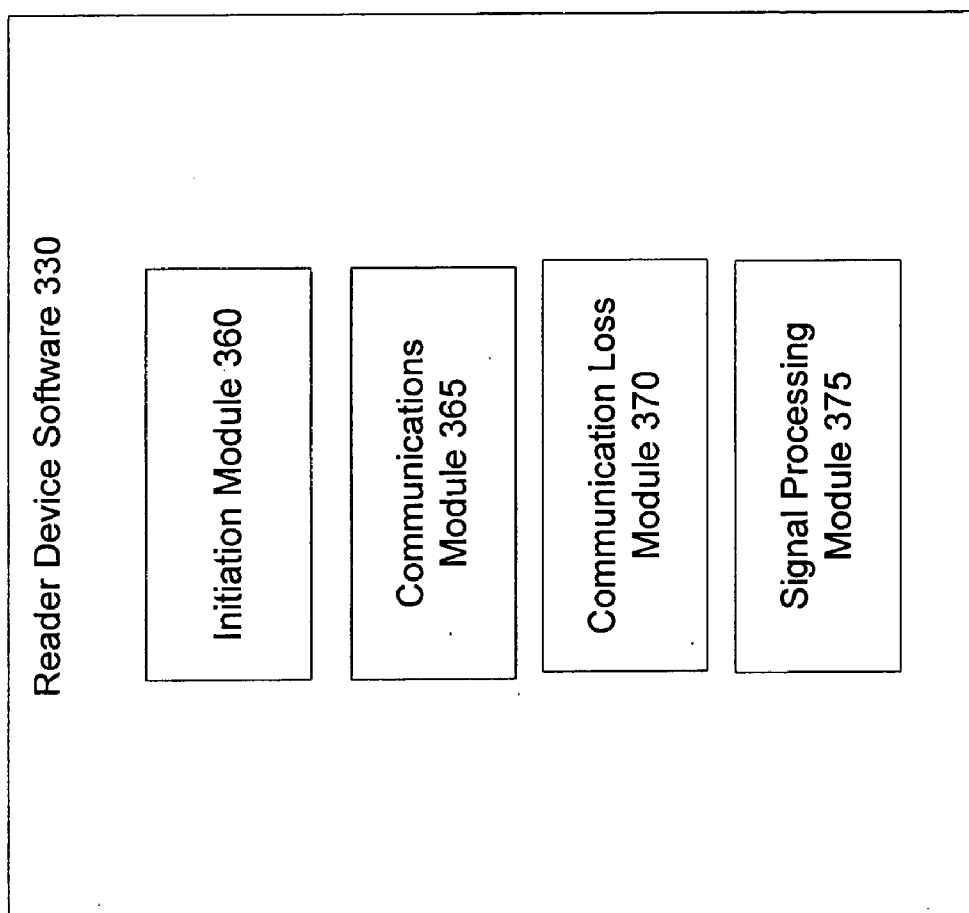 Reader Device Software 330
Initiation Module 360
Communications
Module 365
Communication Loss
Module 370
Signal Processing
Module 375